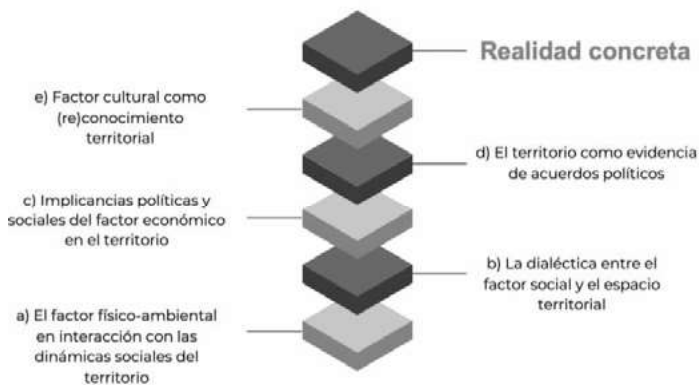 Realidad concreta
e) Factor cultural como
(re)conocimiento
territorial
d) El territorio como evidencia
de acuerdos políticos
c) Implicancias políticas y
sociales del factor económico
en el territorio
b) La dialéctica entre el
factor social y el espacio
territorial
a) El factor físico-ambiental
en interacción con las
dinámicas sociales del
territorio